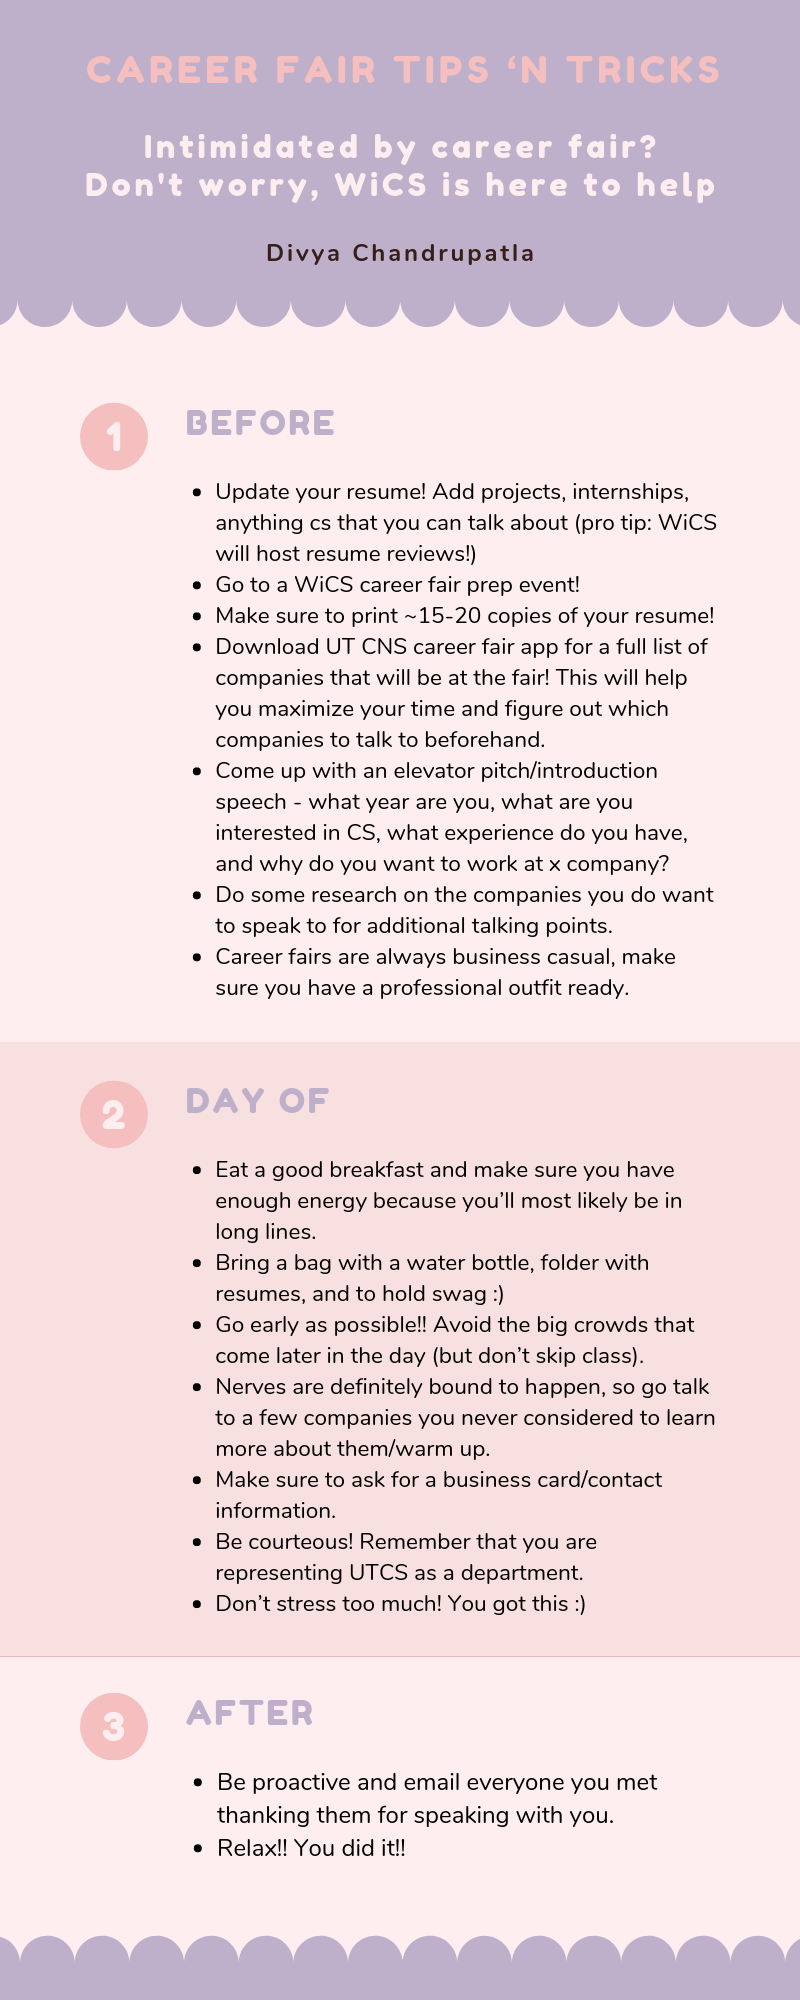 CAREER FAIR TIPS ‘N TRICKS
Intimidated by career fair?
Don't worry, WiCS is here to help
Divya Chandrupatla
1
BEFORE
• Update your resume! Add projects, internships,
anything cs that you can talk about (pro tip: WiCS
will host resume reviews!)
• Go to a WiCS career fair prep event!
• Make sure to print ~15-20 copies of your resume!
• Download UT CNS career fair app for a full list of
companies that will be at the fair! This will help
you maximize your time and figure out which
companies to talk to beforehand.
• Come up with an elevator pitch/introduction
speech - what year are you, what are you
interested in CS, what experience do you have,
and why do you want to work at x company?
• Do some research on the companies you do want
to speak to for additional talking points.
• Career fairs are always business casual, make
sure you have a professional outfit ready.
2
DAY OF
• Eat a good breakfast and make sure you have
enough energy because you’ll most likely be in
long lines.
• Bring a bag with a water bottle, folder with
resumes, and to hold swag :)
• Go early as possible!! Avoid the big crowds that
come later in the day (but don’t skip class).
• Nerves are definitely bound to happen, so go talk
to a few companies you never considered to learn
more about them/warm up.
• Make sure to ask for a business card/contact
information.
• Be courteous! Remember that you are
representing UTCS as a department.
• Don’t stress too much! You got this :)
3
AFTER
• Be proactive and email everyone you met
thanking them for speaking with you.
• Relax!! You did it!!